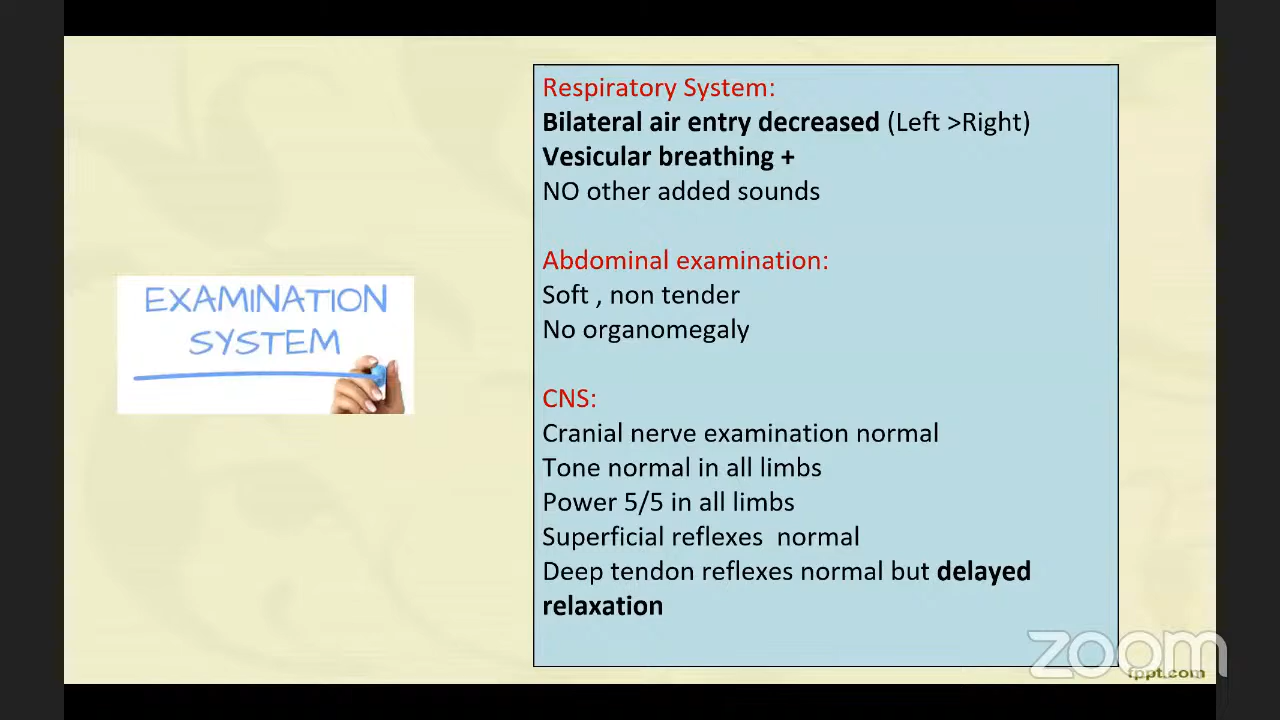 EXAMINATION
SYSTEM
Respiratory System:
Bilateral air entry decreased (Left >Right)
Vesicular breathing +
NO other added sounds
Abdominal examination:
Soft , non tender
No organomegaly
CNS:
Cranial nerve examination normal
Tone normal in all limbs
Power 5/5 in all limbs
Superficial reflexes  normal
Deep tendon reflexes normal but delayed
relaxation
zoom
fppt.com